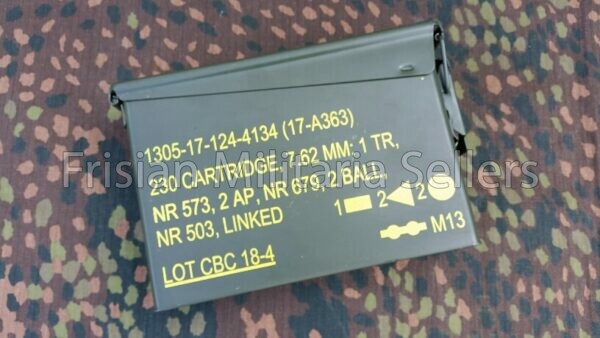 1305-17-124-4134 (17-A363)
230 CARTRIDGE, 7,62 MM: 1 TR,
Frisian Militaria Sellers
NR 573, 2 AP, NR 679, 2 BALL,
NR 503, LINKED
1 2 2
M13
LOT CBC 18-4